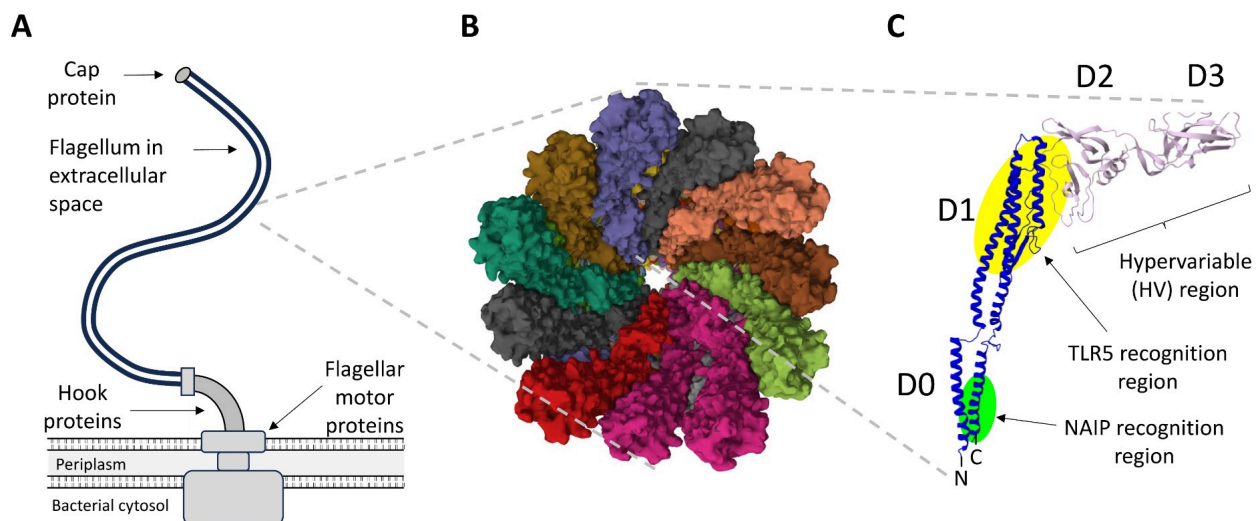 A
Cap
protein
Flagellum in
extracellular
space
Hook
proteins
Flagellar
motor
proteins
Periplasm
Bacterial cytosol
B
C
D2
D3
D1
Hypervariable
(HV) region
TLR5 recognition
region
D0
NAIP recognition
region
C
N